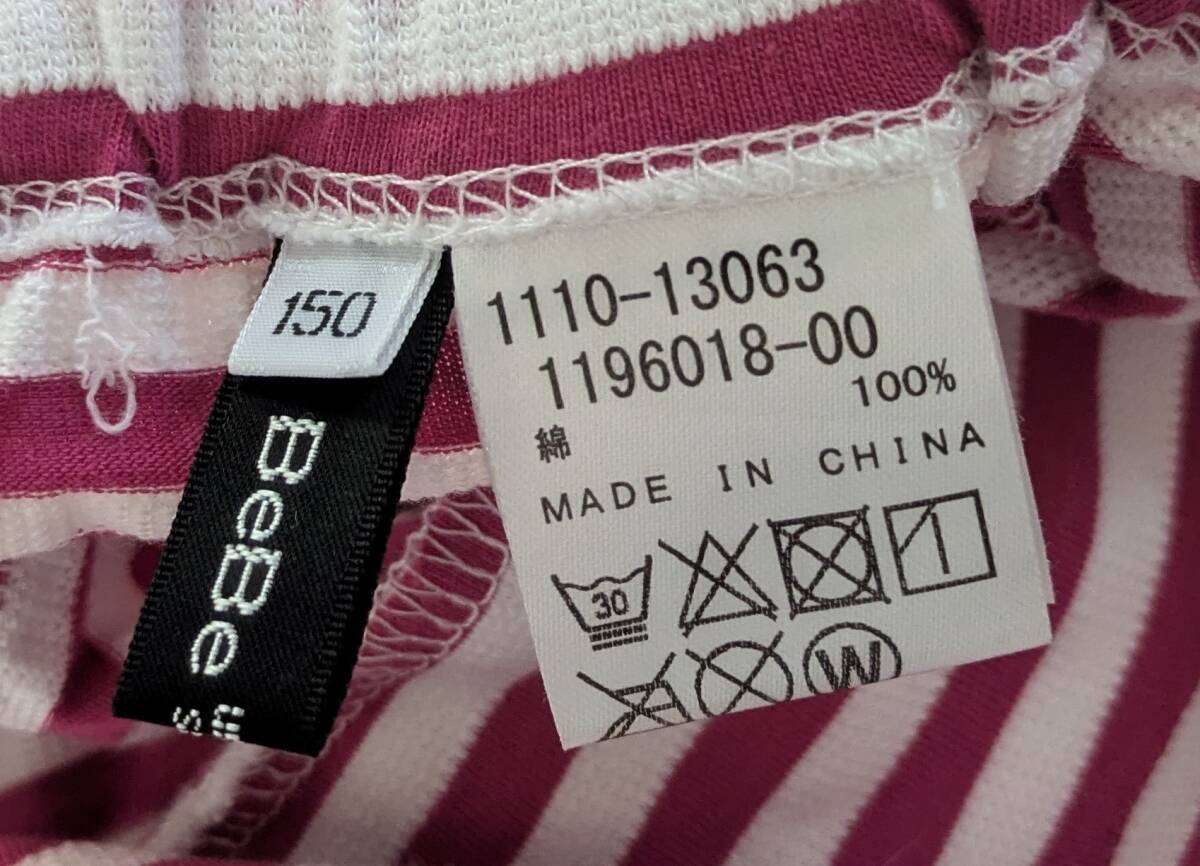 150
BeBe
1110-13063
1196018-00
綿 100%
MADE IN CHINA
30
W